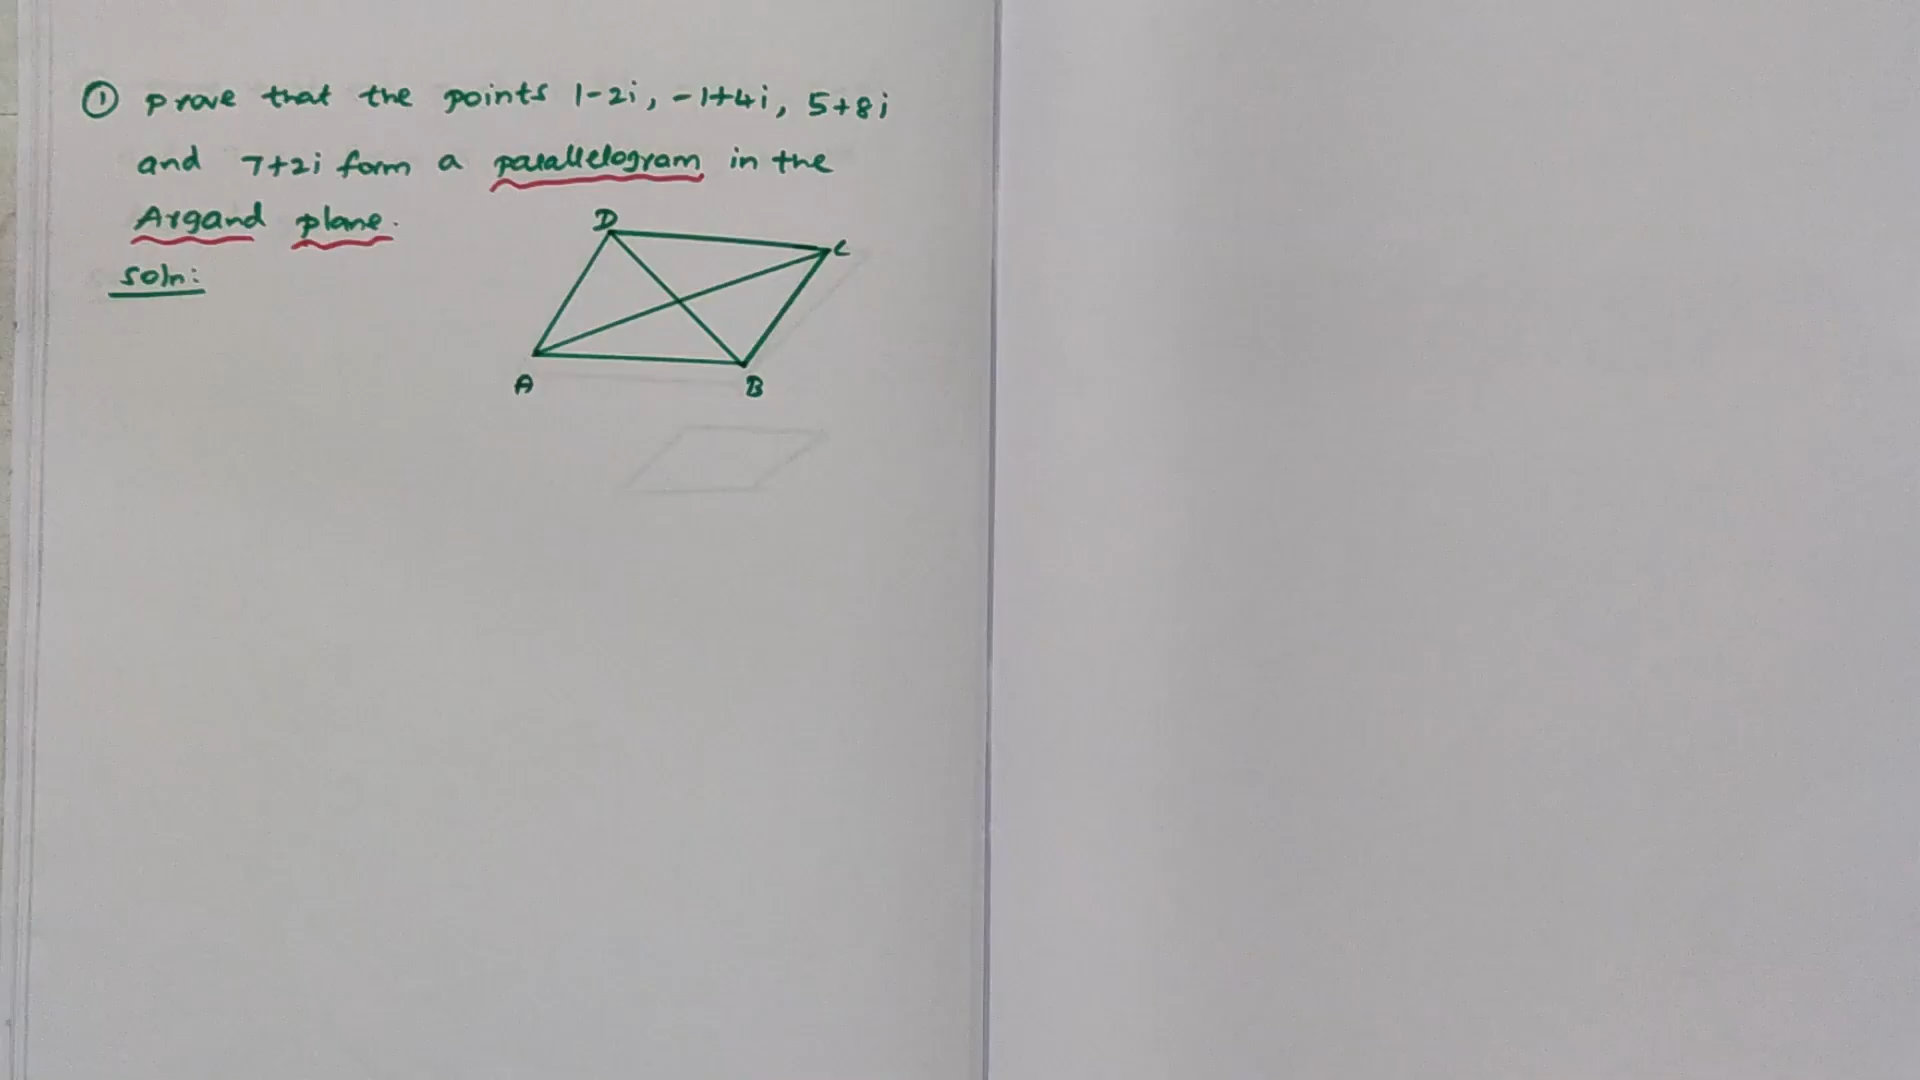 ① prove that the points 1-2i, -1+4i, 5+8i
and 7+2i form a parallelogram in the
Argand plane.
Soln:
D
C
A
B